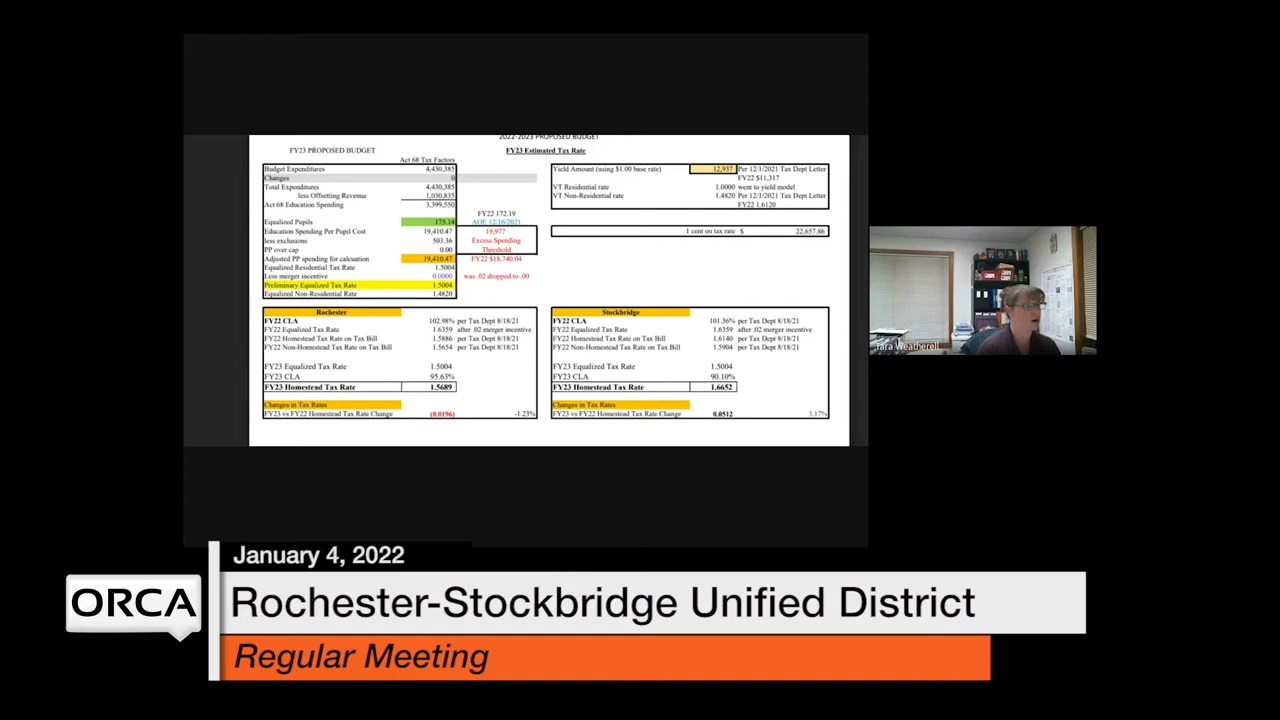 2022-2023 PROPOSED BUDGET
FY23 PROPOSED BUDGET
FY23 Estimated Tax Rate
Act 68 Tax Factors
Budget Expenditures 4,430,385
Changes 0
Total Expenditures 4,430,385
less Offsetting Revenue 1,030,835
Act 68 Education Spending 3,399,550
FY22 172.19
Equalized Pupils 175.14 AOE 12/16/2021
Education Spending Per Pupil Cost 19,410.47 19,977
less exclusions 503.36 Excess Spending
PP over cap 0.00 Threshold
Adjusted PP spending for calcuation 19,410.47 FY22 $18,740.04
Equalized Residential Tax Rate 1.5004
Less merger incentive 0.0000 was .02 dropped to .00
Preliminary Equalized Tax Rate 1.5004
Equalized Non-Residential Rate 1.4820
Yield Amount (using $1.00 base rate) 12,937 Per 12/1/2021 Tax Dept Letter
FY22 $11,317
VT Residential rate 1.0000 went to yield model
VT Non-Residential rate 1.4820 Per 12/1/2021 Tax Dept Letter
FY22 1.6120
1 cent on tax rate $ 22,657.86
Rochester
FY22 CLA 102.98% per Tax Dept 8/18/21
FY22 Equalized Tax Rate 1.6359 after .02 merger incentive
FY22 Homestead Tax Rate on Tax Bill 1.5886 per Tax Dept 8/18/21
FY22 Non-Homestead Tax Rate on Tax Bill 1.5654 per Tax Dept 8/18/21
FY23 Equalized Tax Rate 1.5004
FY23 CLA 95.63%
FY23 Homestead Tax Rate 1.5689
Changes in Tax Rates
FY23 vs FY22 Homestead Tax Rate Change (0.0196) -1.23%
Stockbridge
FY22 CLA 101.36% per Tax Dept 8/18/21
FY22 Equalized Tax Rate 1.6359 after .02 merger incentive
FY22 Homestead Tax Rate on Tax Bill 1.6140 per Tax Dept 8/18/21
FY22 Non-Homestead Tax Rate on Tax Bill 1.5904 per Tax Dept 8/18/21
FY23 Equalized Tax Rate 1.5004
FY23 CLA 90.10%
FY23 Homestead Tax Rate 1.6652
Changes in Tax Rates
FY23 vs FY22 Homestead Tax Rate Change 0.0512 3.17%
Tara Weatherell
January 4, 2022
ORCA
Rochester-Stockbridge Unified District
Regular Meeting